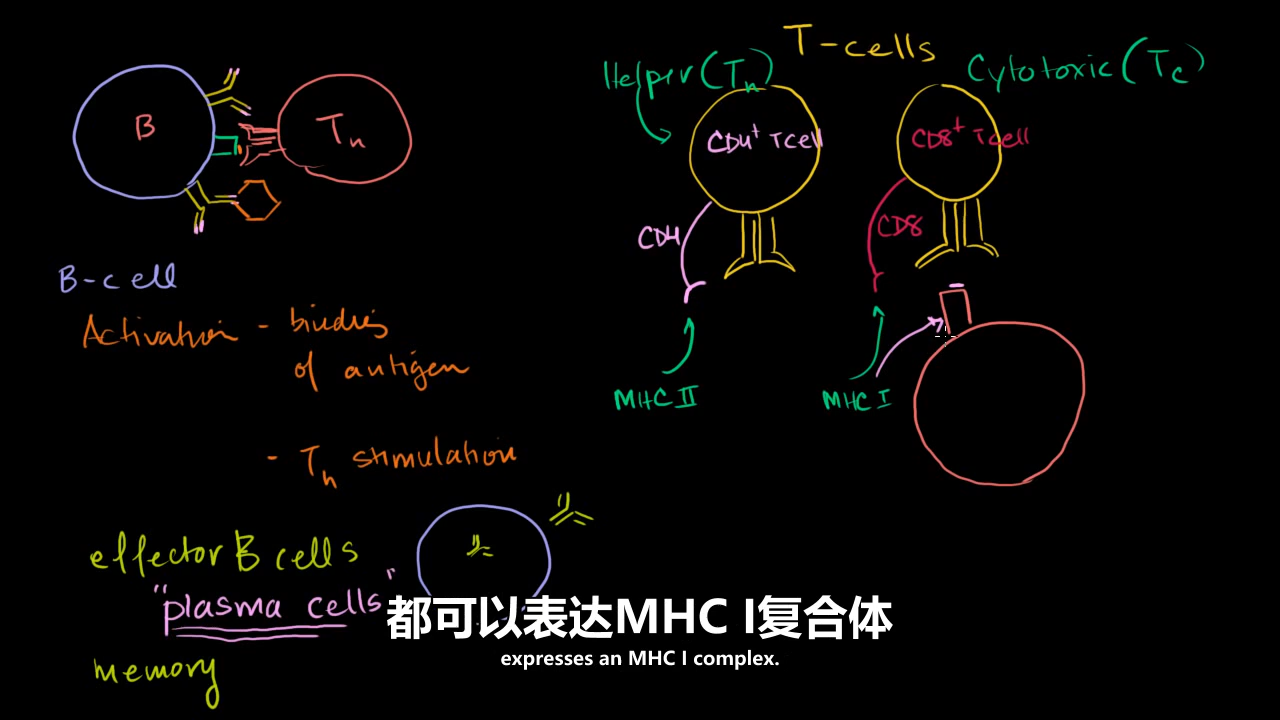 B
Tn
B-cell
Activation - binding
of antigen
- Th stimulation
effector B cells
"plasma cells"
memory
T-cells
Helper (Th)
Cytotoxic (Tc)
CD4+ T cell
CD8+ T cell
CD4
CD8
MHC II
MHC I
都可以表达MHC I复合体
expresses an MHC I complex.